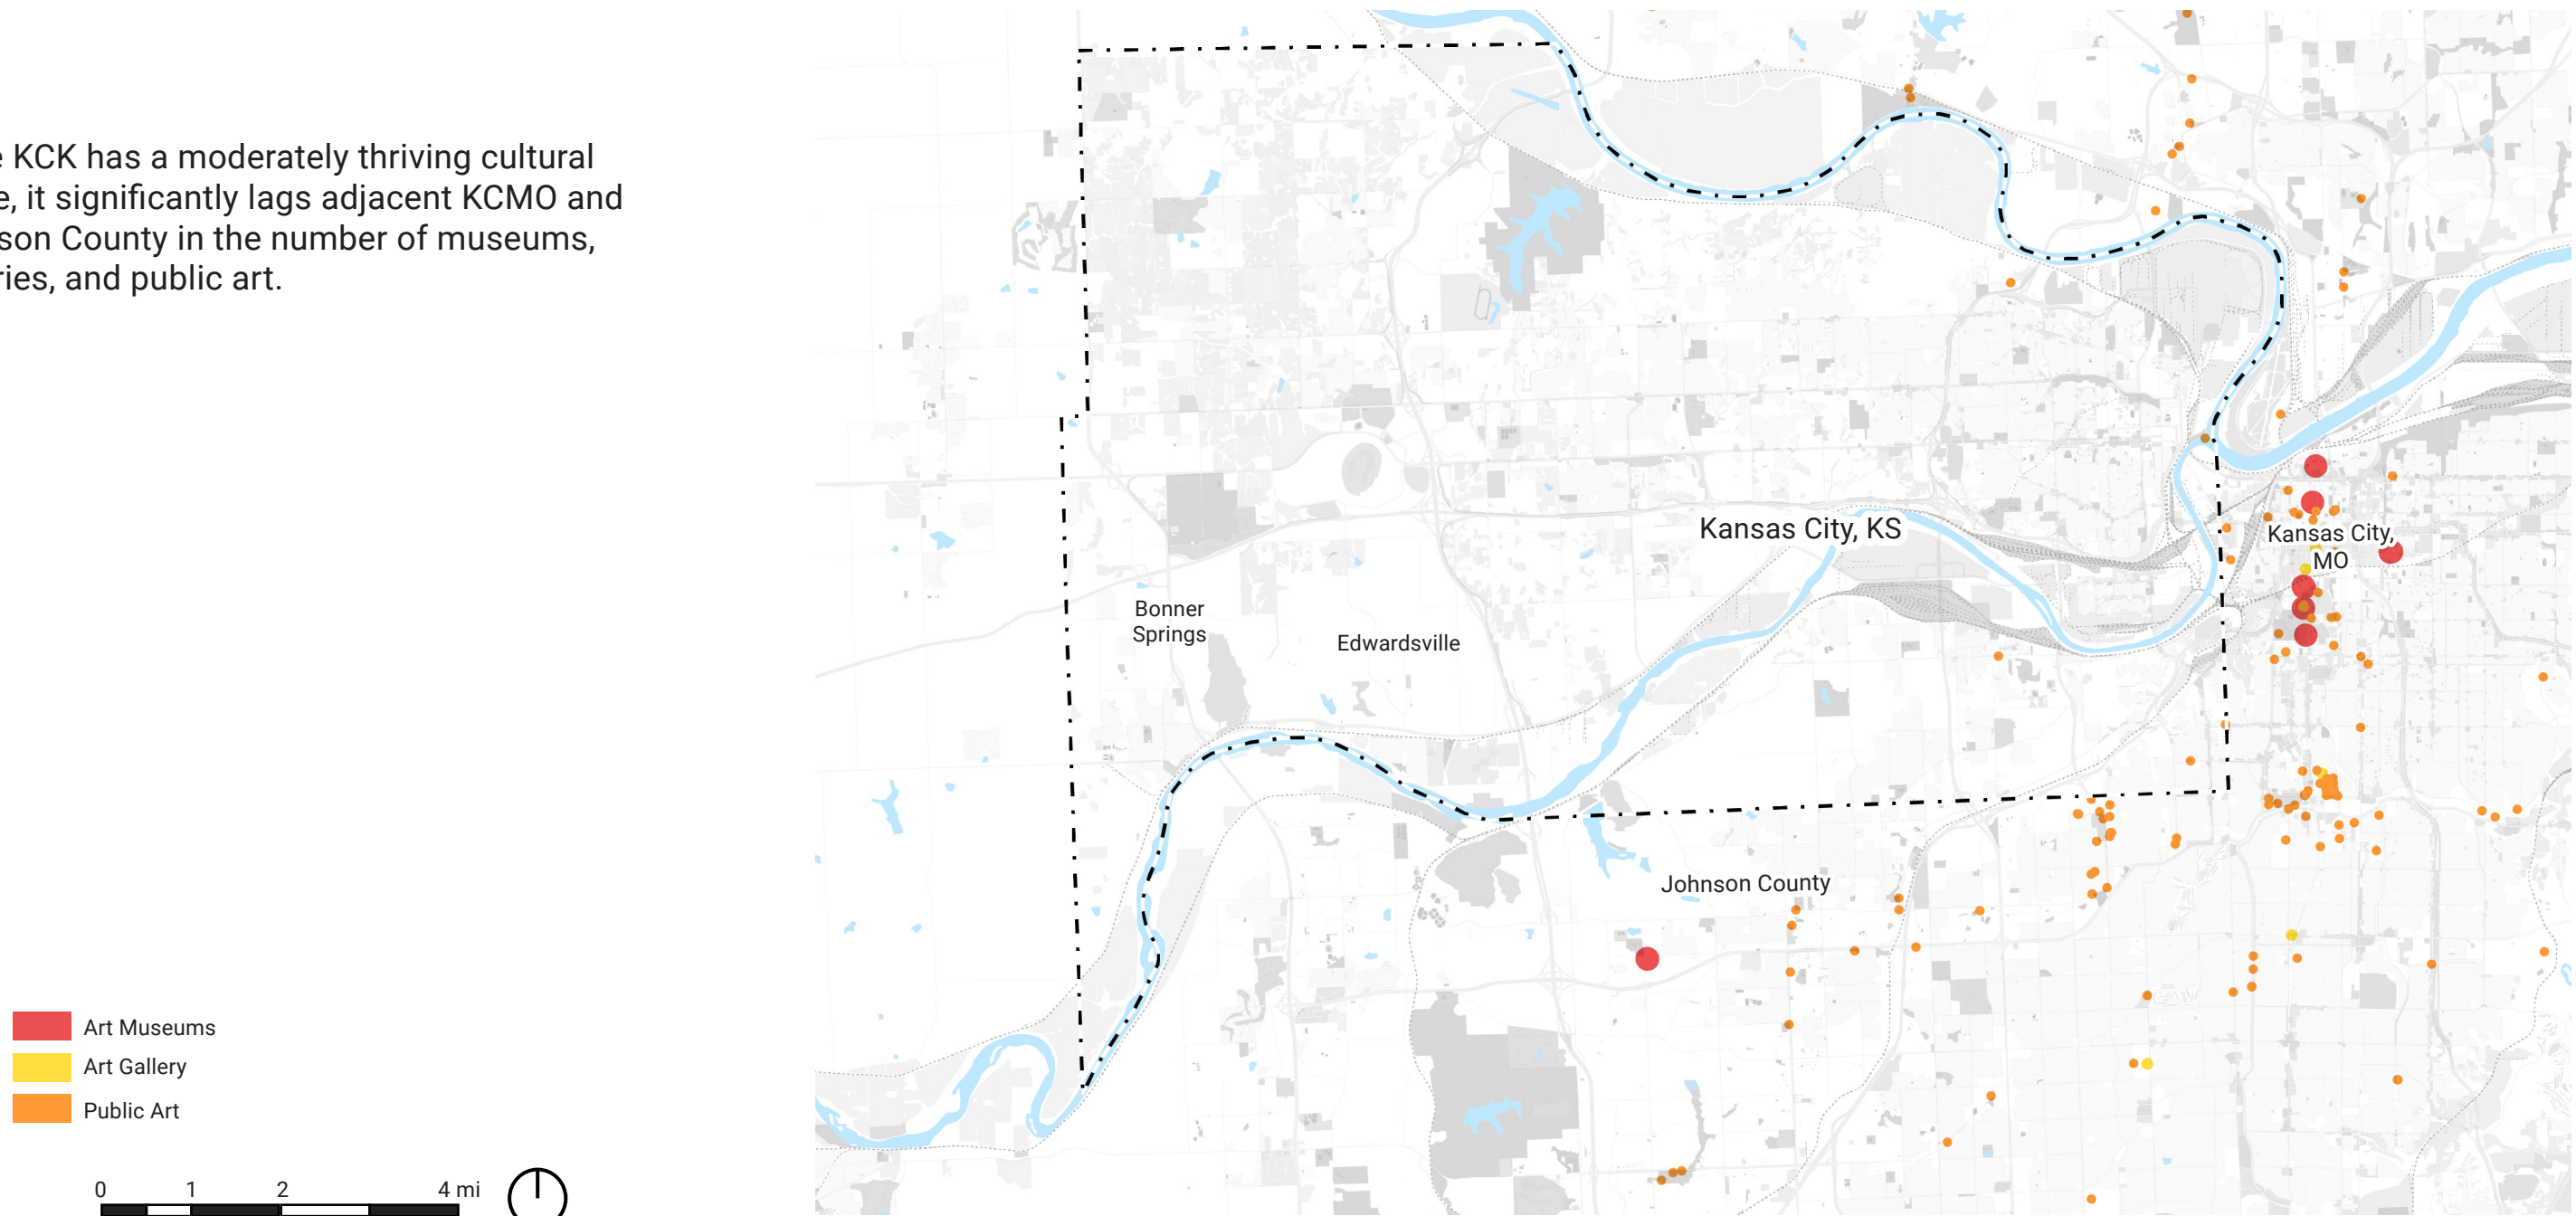 KCK has a moderately thriving cultural
it significantly lags adjacent KCMO and
County in the number of museums,
and public art.
Kansas City, KS
Kansas City,
MO
Bonner
Springs
Edwardsville
Johnson County
Art Museums
Art Gallery
Public Art
0 1 2 4 mi